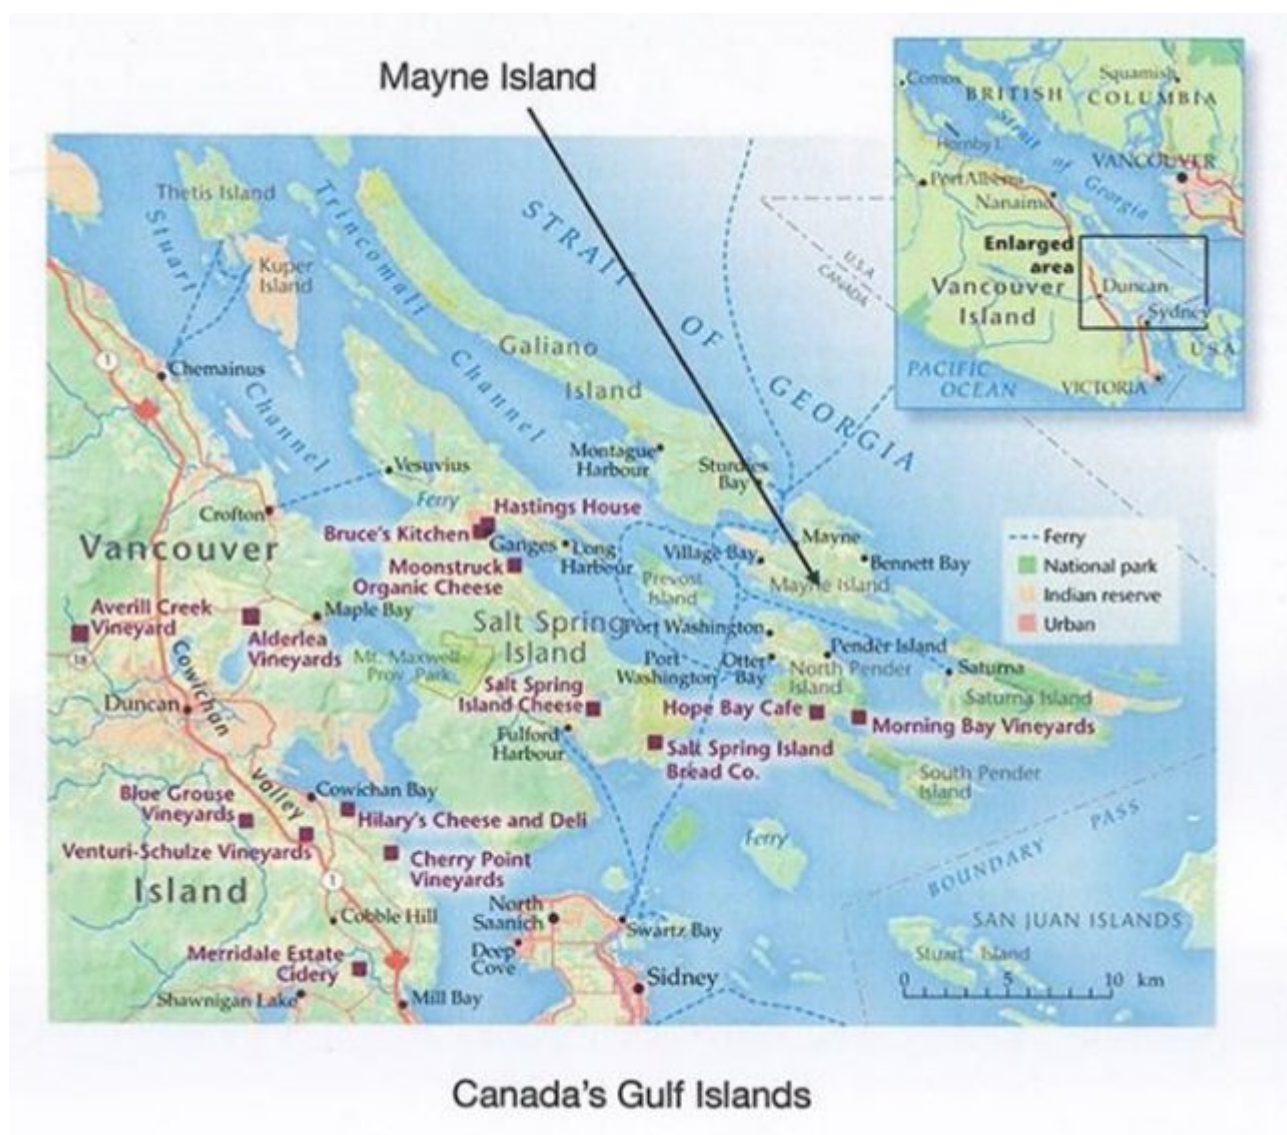 Mayne Island
Comox
Squamish
BRITISH COLUMBIA
Strait of Georgia
Hornby I.
VANCOUVER
Port Alberni
Nanaimo
Enlarged
area
Vancouver
Island
Duncan
Sydney
U.S.A.
PACIFIC
OCEAN
VICTORIA
Thetis Island
Stuart Channel
Trincomali Channel
STRAIT OF GEORGIA
U.S.A.
CANADA
Kuper
Island
Galiano
Island
1
Chemainus
Montague
Harbour
Sturdies
Bay
Vesuvius
Ferry
Crofton
Hastings House
Bruce's Kitchen
Ganges
Long
Harbour
Village Bay
Mayne
Bennett Bay
Mayne Island
Ferry
National park
Indian reserve
Urban
Vancouver
Moonstruck
Organic Cheese
Prevost
Island
Averill Creek
Vineyard
Maple Bay
Alderlea
Vineyards
18
Salt Spring
Island
Port Washington
Pender Island
Mt. Maxwell
Prov. Park
Port
Washington
Otter
Bay
North Pender
Island
Saturna
Saturna Island
Cowichan Valley
Duncan
Salt Spring
Island Cheese
Hope Bay Cafe
Morning Bay Vineyards
Fulford
Harbour
Salt Spring Island
Bread Co.
South Pender
Island
Cowichan Bay
Blue Grouse
Vineyards
Hilary's Cheese and Deli
Venturi-Schulze Vineyards
Ferry
BOUNDARY PASS
Cherry Point
Vineyards
1
Island
North
Saanich
Cobble Hill
Swartz Bay
SAN JUAN ISLANDS
Deep
Cove
Stuart Island
Merridale Estate
Cidery
Sidney
0 5 10 km
Shawnigan Lake
Mill Bay
Canada's Gulf Islands